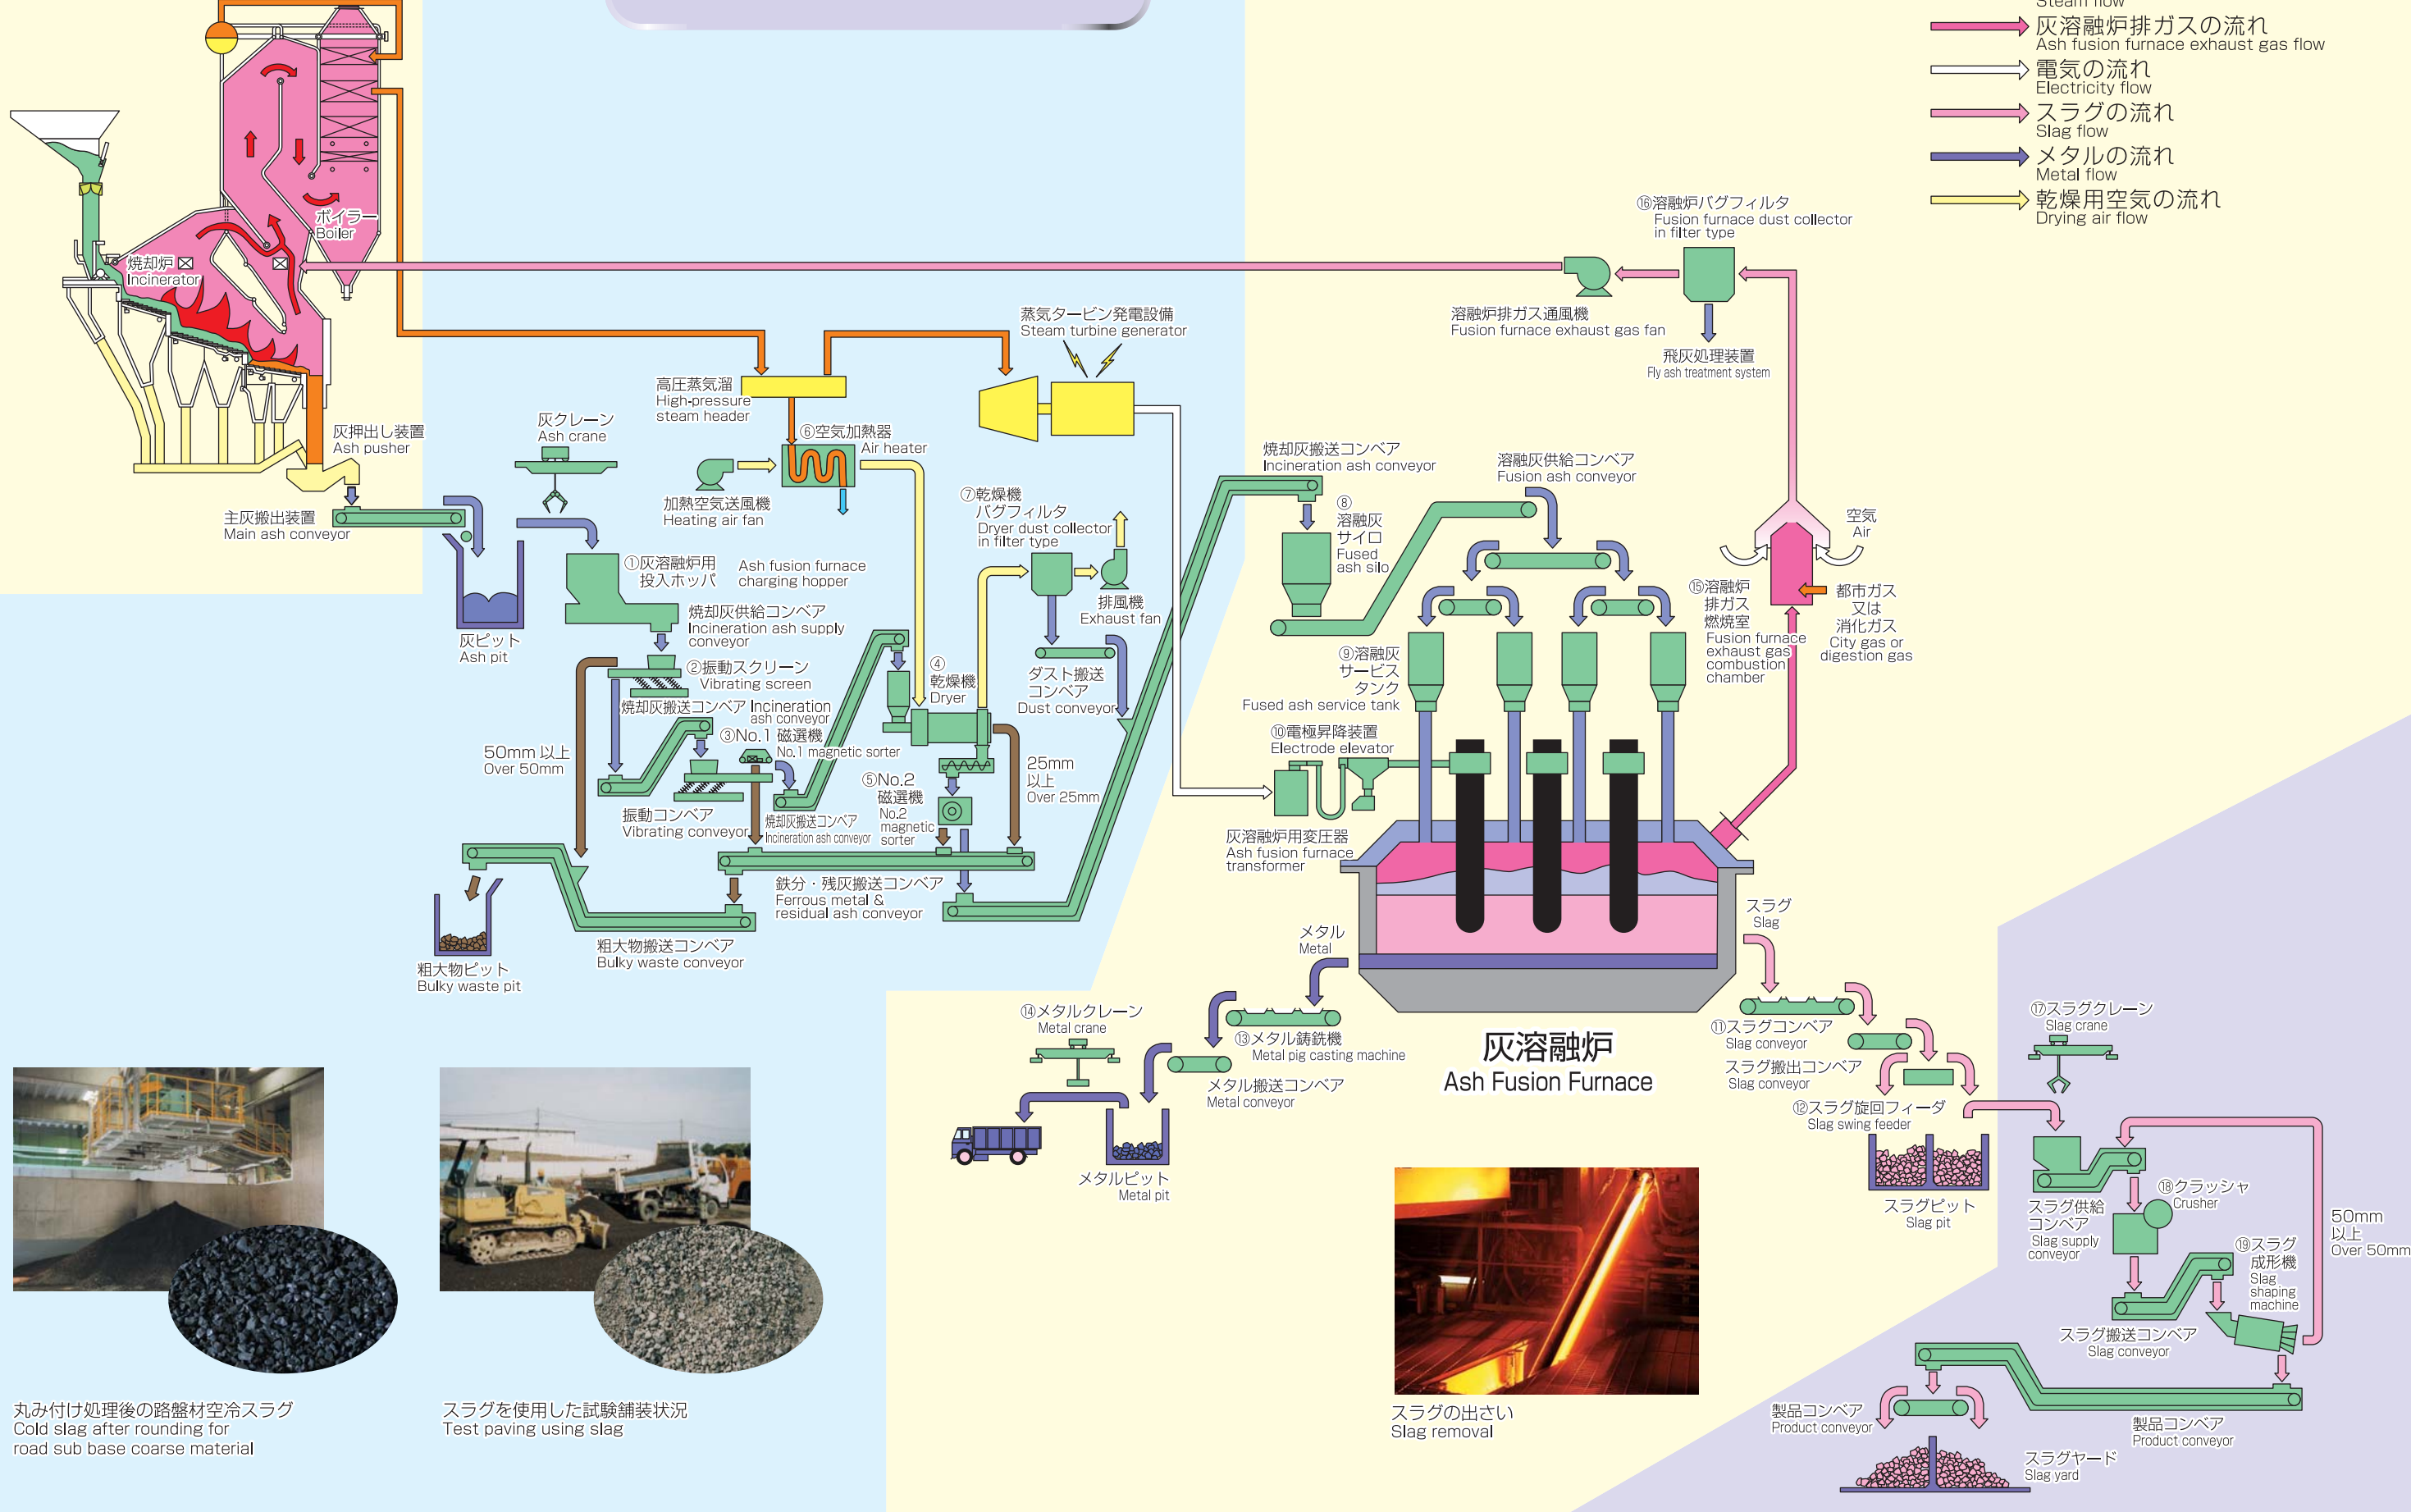 Steam flow
灰溶融炉排ガスの流れ
Ash fusion furnace exhaust gas flow
電気の流れ
Electricity flow
スラグの流れ
Slag flow
メタルの流れ
Metal flow
乾燥用空気の流れ
Drying air flow
ボイラー
Boiler
焼却炉
Incinerator
灰押出し装置
Ash pusher
主灰搬出装置
Main ash conveyor
灰クレーン
Ash crane
灰ピット
Ash pit
高圧蒸気溜
High-pressure
steam header
⑥空気加熱器
Air heater
加熱空気送風機
Heating air fan
蒸気タービン発電設備
Steam turbine generator
①灰溶融炉用
投入ホッパ
Ash fusion furnace
charging hopper
焼却灰供給コンベア
Incineration ash supply
conveyor
②振動スクリーン
Vibrating screen
焼却灰搬送コンベア Incineration
ash conveyor
③No.1 磁選機
No.1 magnetic sorter
50mm 以上
Over 50mm
振動コンベア
Vibrating conveyor
焼却灰搬送コンベア
Incineration ash conveyor
④
乾燥機
Dryer
⑤No.2
磁選機
No.2
magnetic
sorter
25mm
以上
Over 25mm
⑦乾燥機
バグフィルタ
Dryer dust collector
in filter type
排風機
Exhaust fan
ダスト搬送
コンベア
Dust conveyor
鉄分・残灰搬送コンベア
Ferrous metal &
residual ash conveyor
粗大物搬送コンベア
Bulky waste conveyor
粗大物ピット
Bulky waste pit
焼却灰搬送コンベア
Incineration ash conveyor
⑧
溶融灰
サイロ
Fused
ash silo
溶融灰供給コンベア
Fusion ash conveyor
⑨溶融灰
サービス
タンク
Fused ash service tank
⑩電極昇降装置
Electrode elevator
灰溶融炉用変圧器
Ash fusion furnace
transformer
⑯溶融炉バグフィルタ
Fusion furnace dust collector
in filter type
溶融炉排ガス通風機
Fusion furnace exhaust gas fan
飛灰処理装置
Fly ash treatment system
空気
Air
⑮溶融炉
排ガス
燃焼室
Fusion furnace
exhaust gas
combustion
chamber
都市ガス
又は
消化ガス
City gas or
digestion gas
メタル
Metal
スラグ
Slag
灰溶融炉
Ash Fusion Furnace
⑭メタルクレーン
Metal crane
⑬メタル鋳銑機
Metal pig casting machine
メタル搬送コンベア
Metal conveyor
メタルピット
Metal pit
⑪スラグコンベア
Slag conveyor
スラグ搬出コンベア
Slag conveyor
⑫スラグ旋回フィーダ
Slag swing feeder
スラグピット
Slag pit
⑰スラグクレーン
Slag crane
スラグ供給
コンベア
Slag supply
conveyor
⑱クラッシャ
Crusher
⑲スラグ
成形機
Slag
shaping
machine
50mm
以上
Over 50mm
スラグ搬送コンベア
Slag conveyor
製品コンベア
Product conveyor
製品コンベア
Product conveyor
スラグヤード
Slag yard
丸み付け処理後の路盤材空冷スラグ
Cold slag after rounding for
road sub base coarse material
スラグを使用した試験舗装状況
Test paving using slag
スラグの出さい
Slag removal